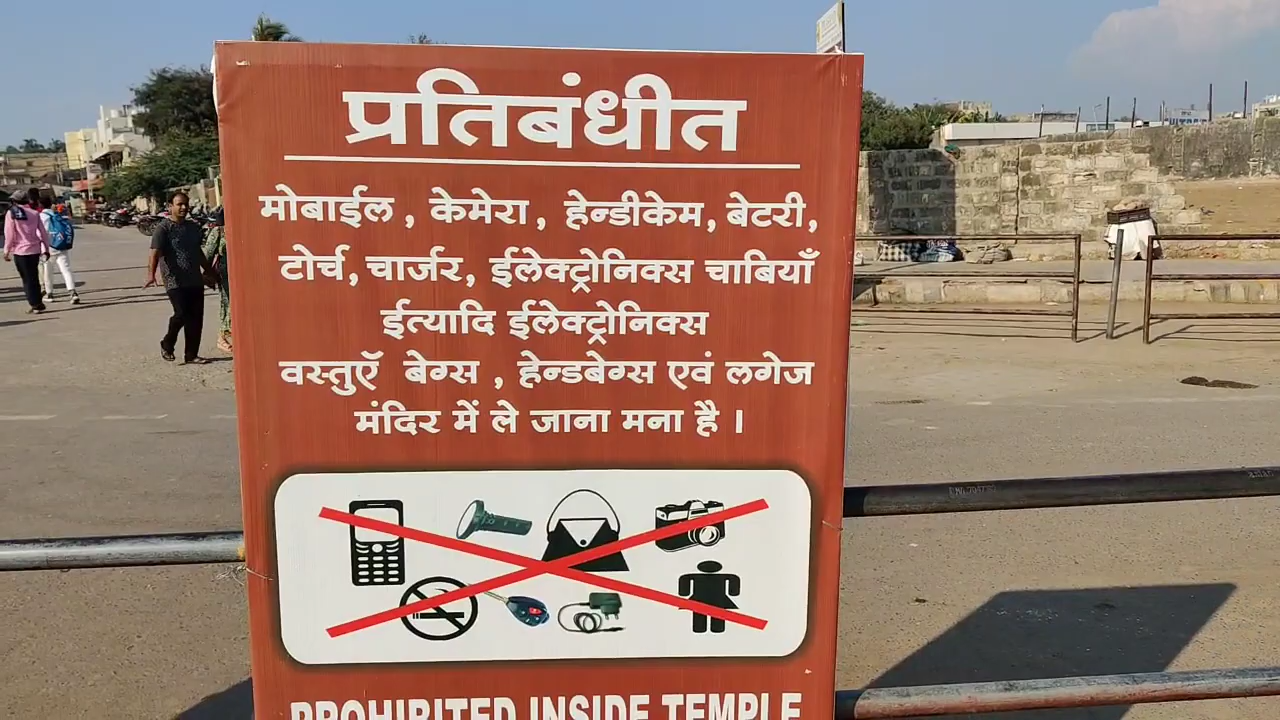 प्रतिबंधीत
मोबाईल , केमेरा , हेन्डीकेम, बेटरी,
टोर्च, चार्जर, ईलेक्ट्रोनिक्स चाबियाँ
ईत्यादि ईलेक्ट्रोनिक्स
वस्तुएँ बेग्स , हेन्डबेग्स एवं लगेज
मंदिर में ले जाना मना है ।
PROHIBITED INSIDE TEMPLE